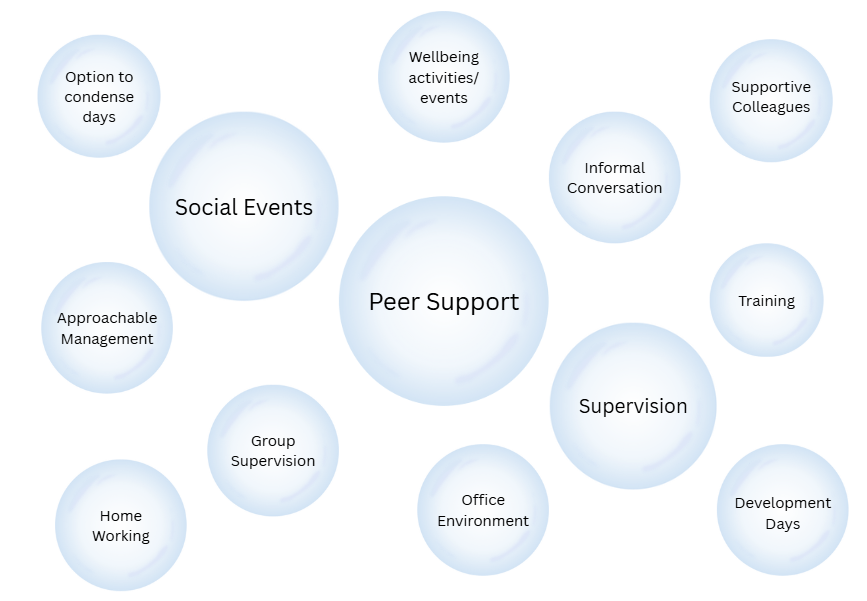 Option to
condense
days
Wellbeing
activities/
events
Supportive
Colleagues
Social Events
Informal
Conversation
Peer Support
Approachable
Management
Training
Supervision
Group
Supervision
Home
Working
Office
Environment
Development
Days